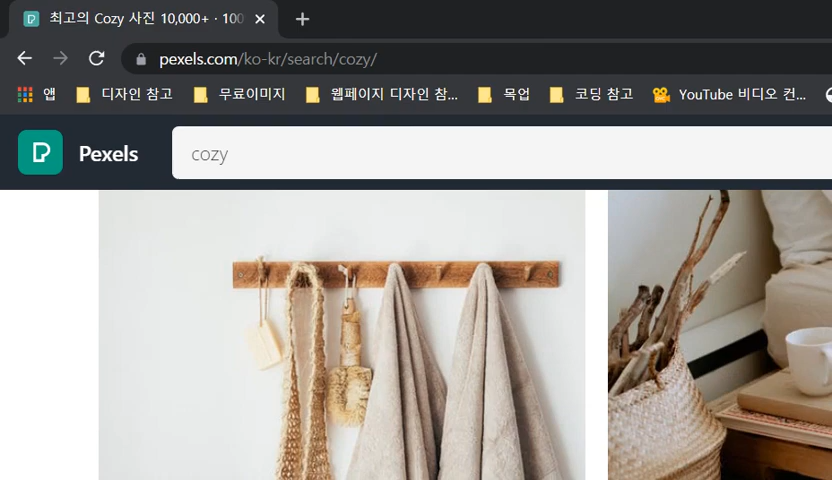 최고의 Cozy 사진 10,000+ · 100
pexels.com/ko-kr/search/cozy/
앱 디자인 참고 무료이미지 웹페이지 디자인 참... 목업 코딩 참고 YouTube 비디오 컨...
Pexels cozy